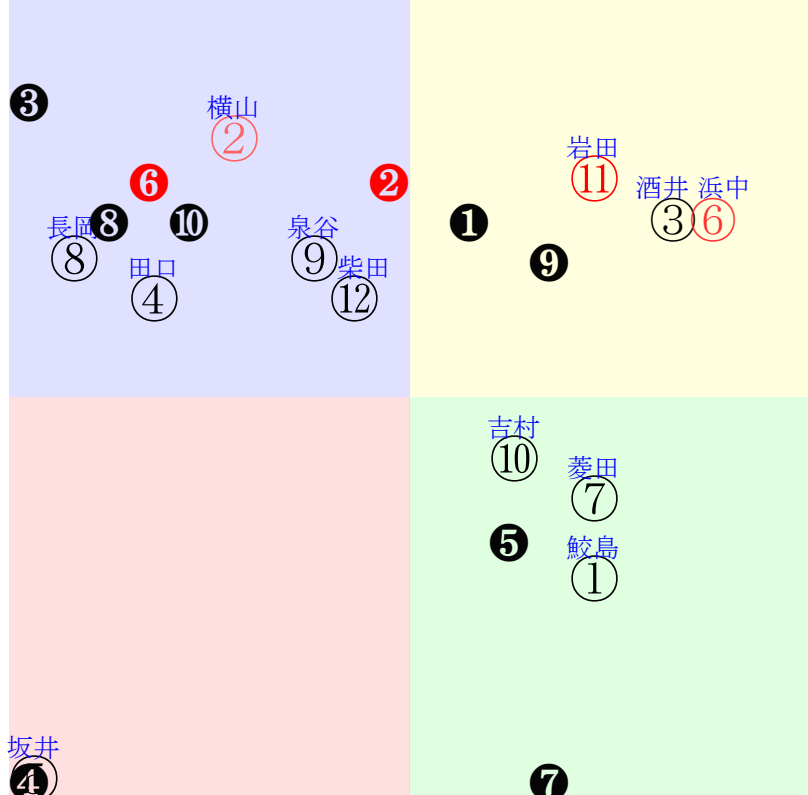 ❸
横山
②
岩田
⑪
❻
❷
酒井 浜中
③⑥
長岡
❽
❿
泉谷
❶
⑧
田口
⑨
柴田
❾
④
⑫
吉村
⑩
菱田
⑦
❺
鮫島
①
坂井
❹
❼